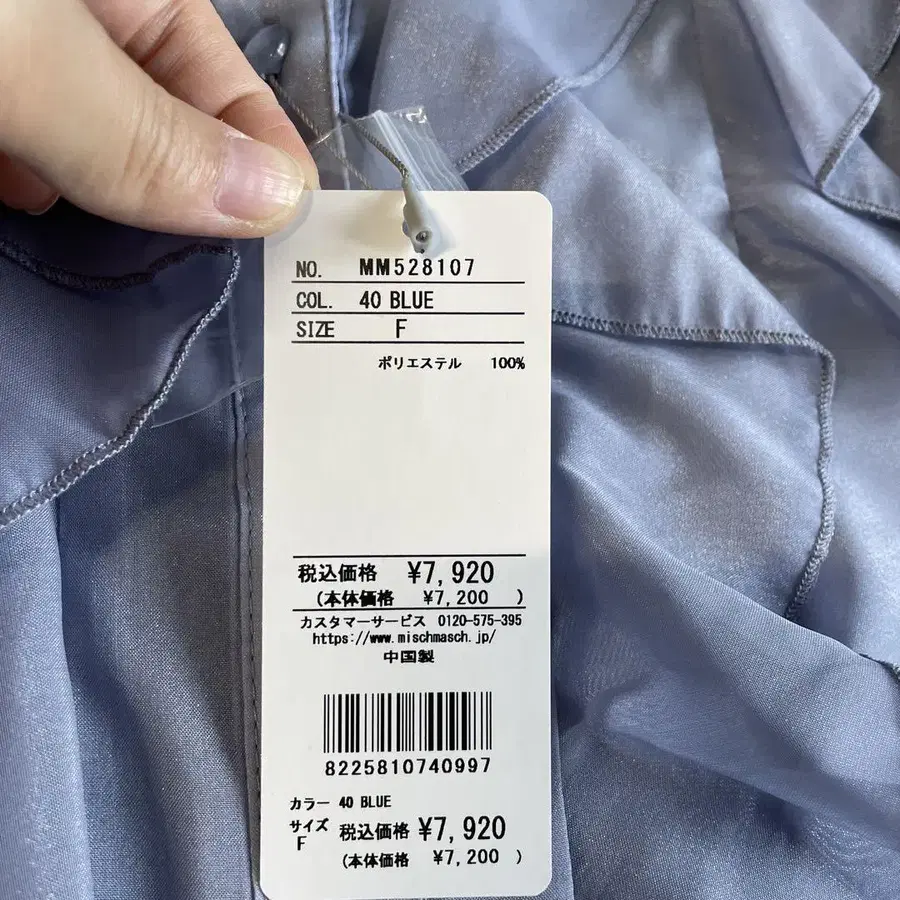 NO. MM528107
COL. 40 BLUE
SIZE F
ポリエステル 100%
税込価格 ¥7,920
(本体価格 ¥7,200 )
カスタマーサービス 0120-575-395
https://www.mischmasch.jp/
中国製
8225810740997
カラー 40 BLUE
サイズ 税込価格 ¥7,920
F
(本体価格 ¥7,200 )